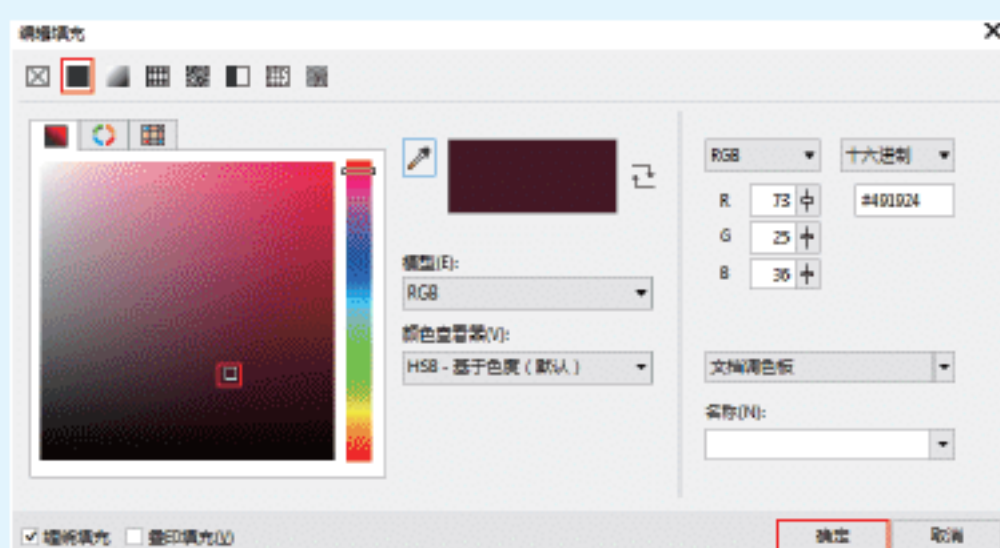 编辑填充
RGB
十六进制
R 73
#491924
G 25
B 36
模型(E):
RGB
颜色查看器(V):
HSB - 基于色度 ( 默认 )
文档调色板
名称(N):
缠绕填充
叠印填充(V)
确定
取消